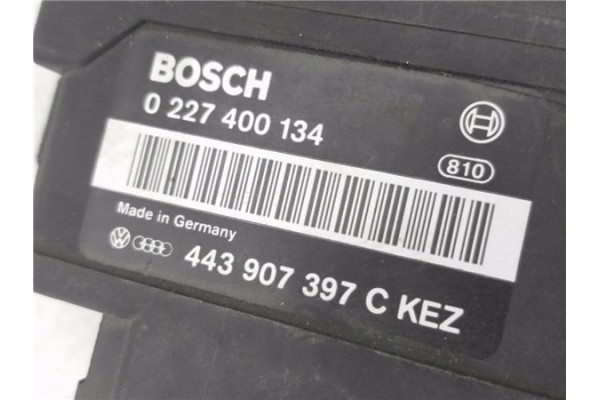 BOSCH
0 227 400 134
810
Made in Germany
443 907 397 C KEZ